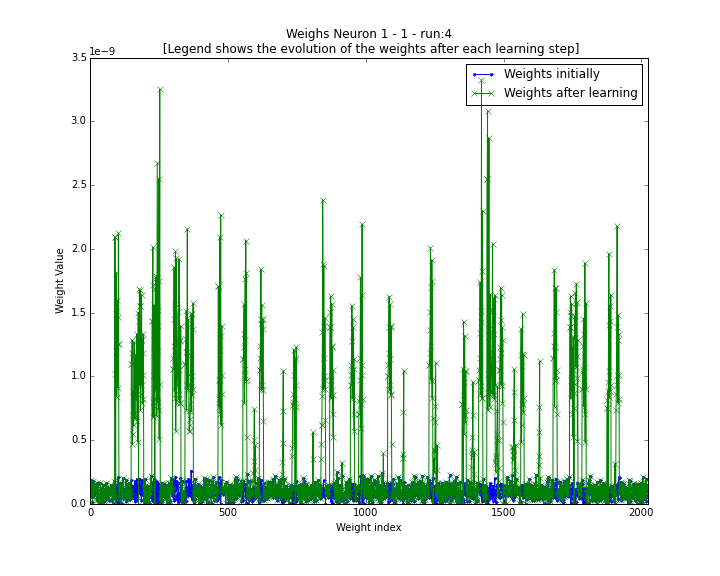 Weighs Neuron 1 - 1 - run:4
[Legend shows the evolution of the weights after each learning step]
1e−9
Weights initially
Weights after learning
3.5
3.0
2.5
2.0
1.5
1.0
0.5
0.0
Weight Value
0 500 1000 1500 2000
Weight index